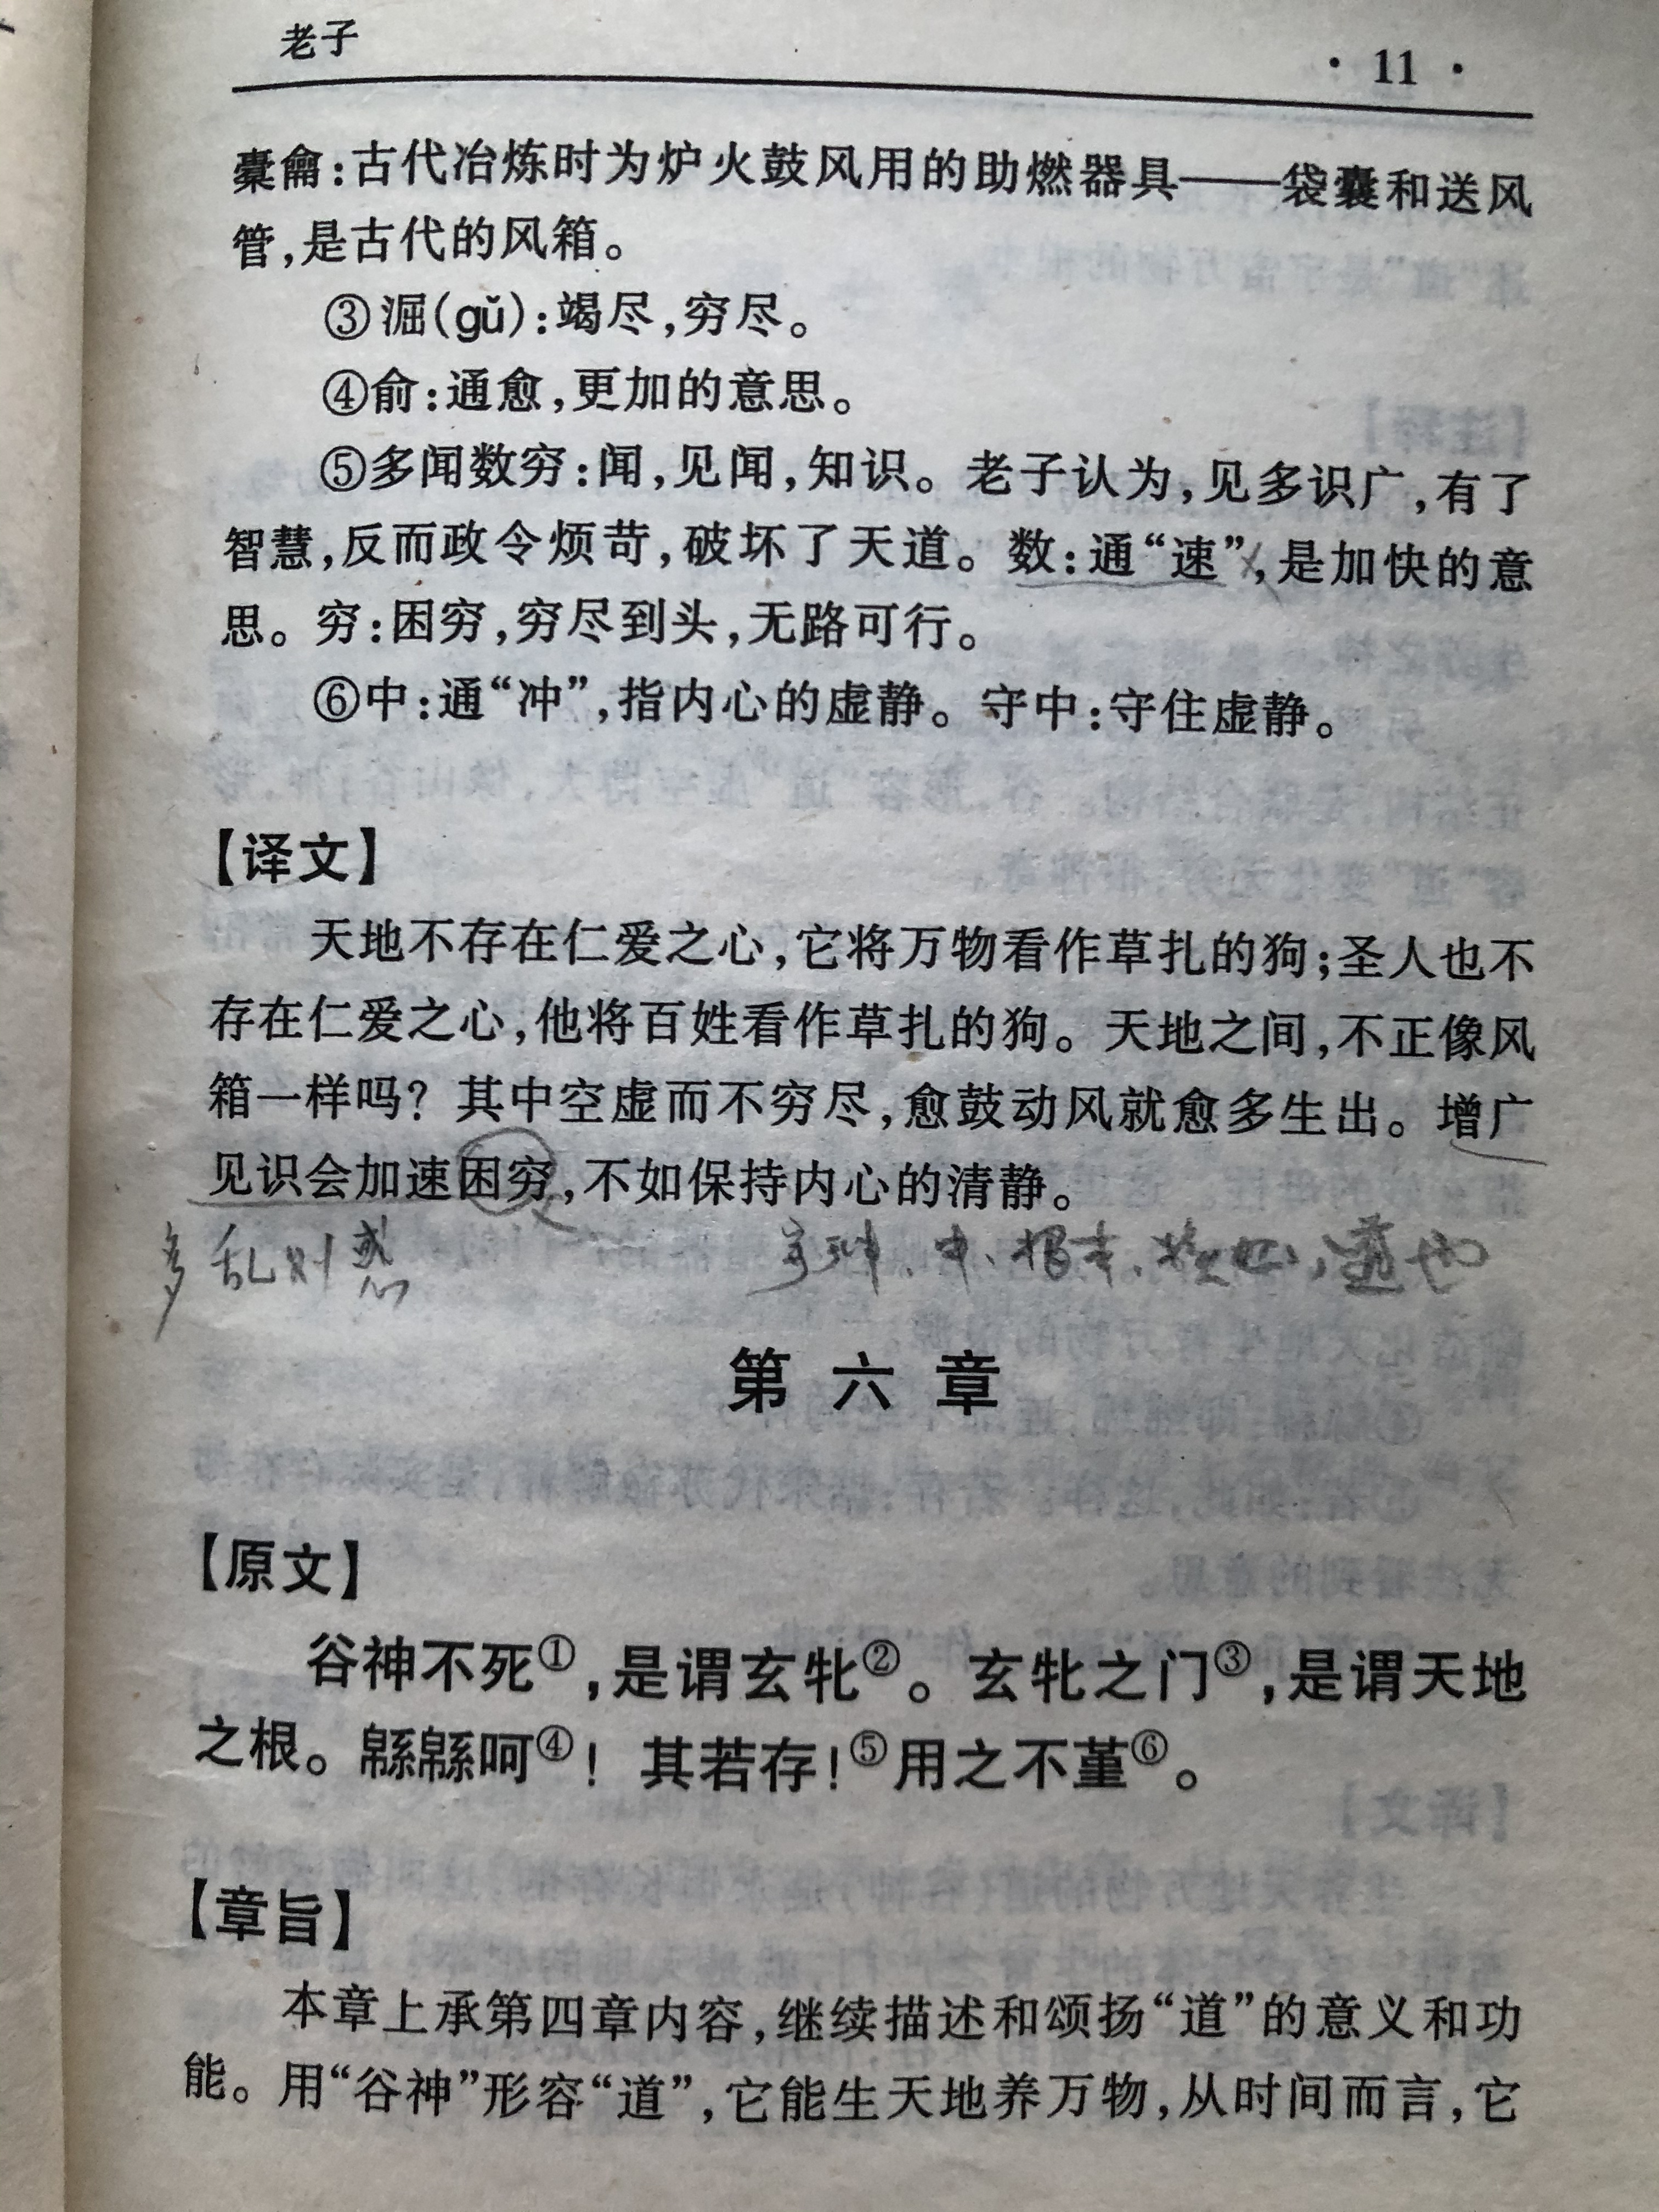 老子
· 11 ·
橐龠:古代冶炼时为炉火鼓风用的助燃器具——袋囊和送风
管,是古代的风箱。
③淈(gǔ):竭尽,穷尽。
④俞:通愈,更加的意思。
⑤多闻数穷:闻,见闻,知识。老子认为,见多识广,有了
智慧,反而政令烦苛,破坏了天道。数:通“速”,是加快的意
思。穷:困穷,穷尽到头,无路可行。
⑥中:通“冲”,指内心的虚静。守中:守住虚静。
【译文】
天地不存在仁爱之心,它将万物看作草扎的狗;圣人也不
存在仁爱之心,他将百姓看作草扎的狗。天地之间,不正像风
箱一样吗? 其中空虚而不穷尽,愈鼓动风就愈多生出。增广
见识会加速困穷,不如保持内心的清静。
多 乱则惑
中、根本、道也
第六章
【原文】
谷神不死①,是谓玄牝②。玄牝之门③,是谓天地
之根。緜緜呵④! 其若存!⑤用之不堇⑥。
【章旨】
本章上承第四章内容,继续描述和颂扬“道”的意义和功
能。用“谷神”形容“道”,它能生天地养万物,从时间而言,它